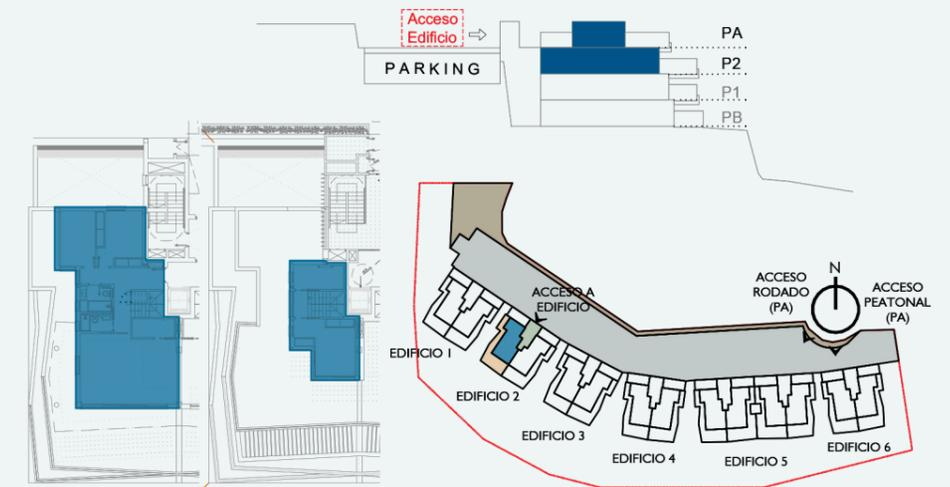 Acceso
Edificio
PARKING
PA
P2
P1
PB
N
ACCESO
RODADO
(PA)
ACCESO
PEATONAL
(PA)
ACCESO A
EDIFICIO
EDIFICIO 1
EDIFICIO 2
EDIFICIO 3
EDIFICIO 4
EDIFICIO 5
EDIFICIO 6